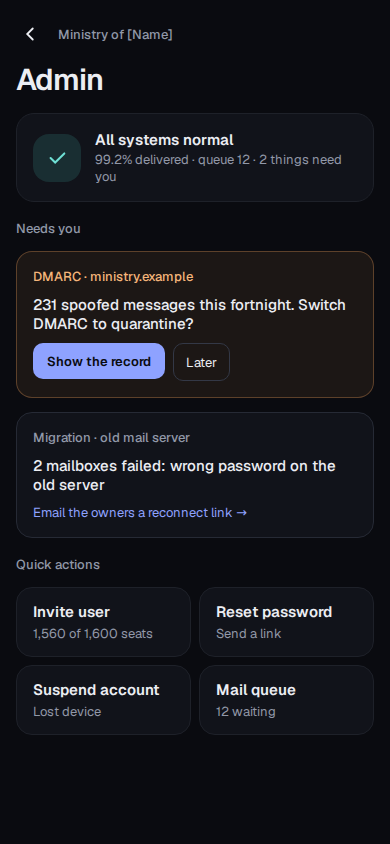 Ministry of [Name]
Admin
All systems normal
99.2% delivered · queue 12 · 2 things need
you
Needs you
DMARC · ministry.example
231 spoofed messages this fortnight. Switch
DMARC to quarantine?
Show the record
Later
Migration · old mail server
2 mailboxes failed: wrong password on the
old server
Email the owners a reconnect link →
Quick actions
Invite user
1,560 of 1,600 seats
Reset password
Send a link
Suspend account
Lost device
Mail queue
12 waiting